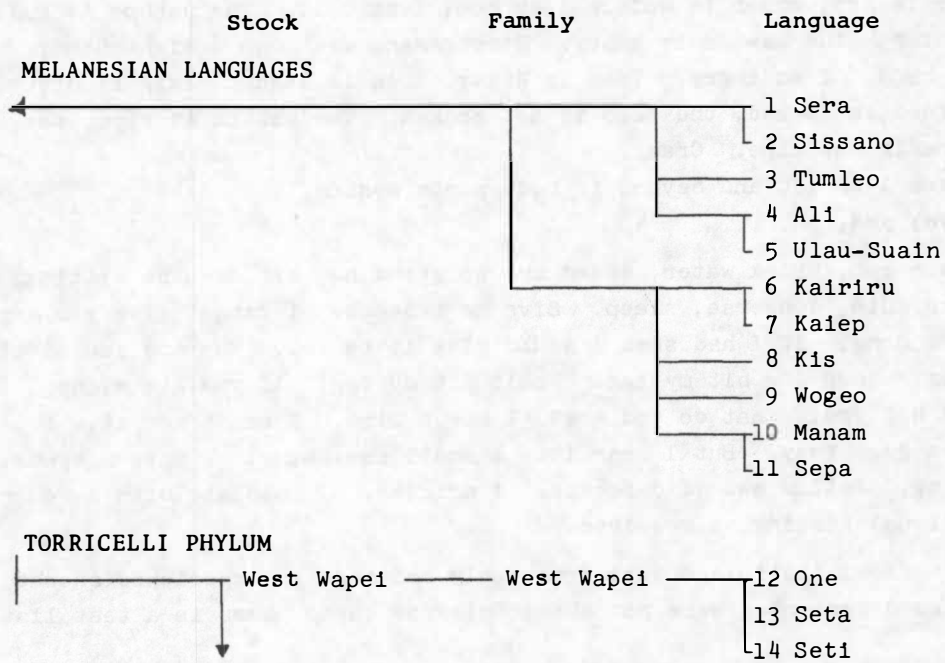 Stock Family Language
MELANESIAN LANGUAGES
1 Sera
2 Sissano
3 Tumleo
4 Ali
5 Ulau-Suain
6 Kairiru
7 Kaiep
8 Kis
9 Wogeo
10 Manam
11 Sepa
TORRICELLI PHYLUM
West Wapei West Wapei 12 One
13 Seta
14 Seti